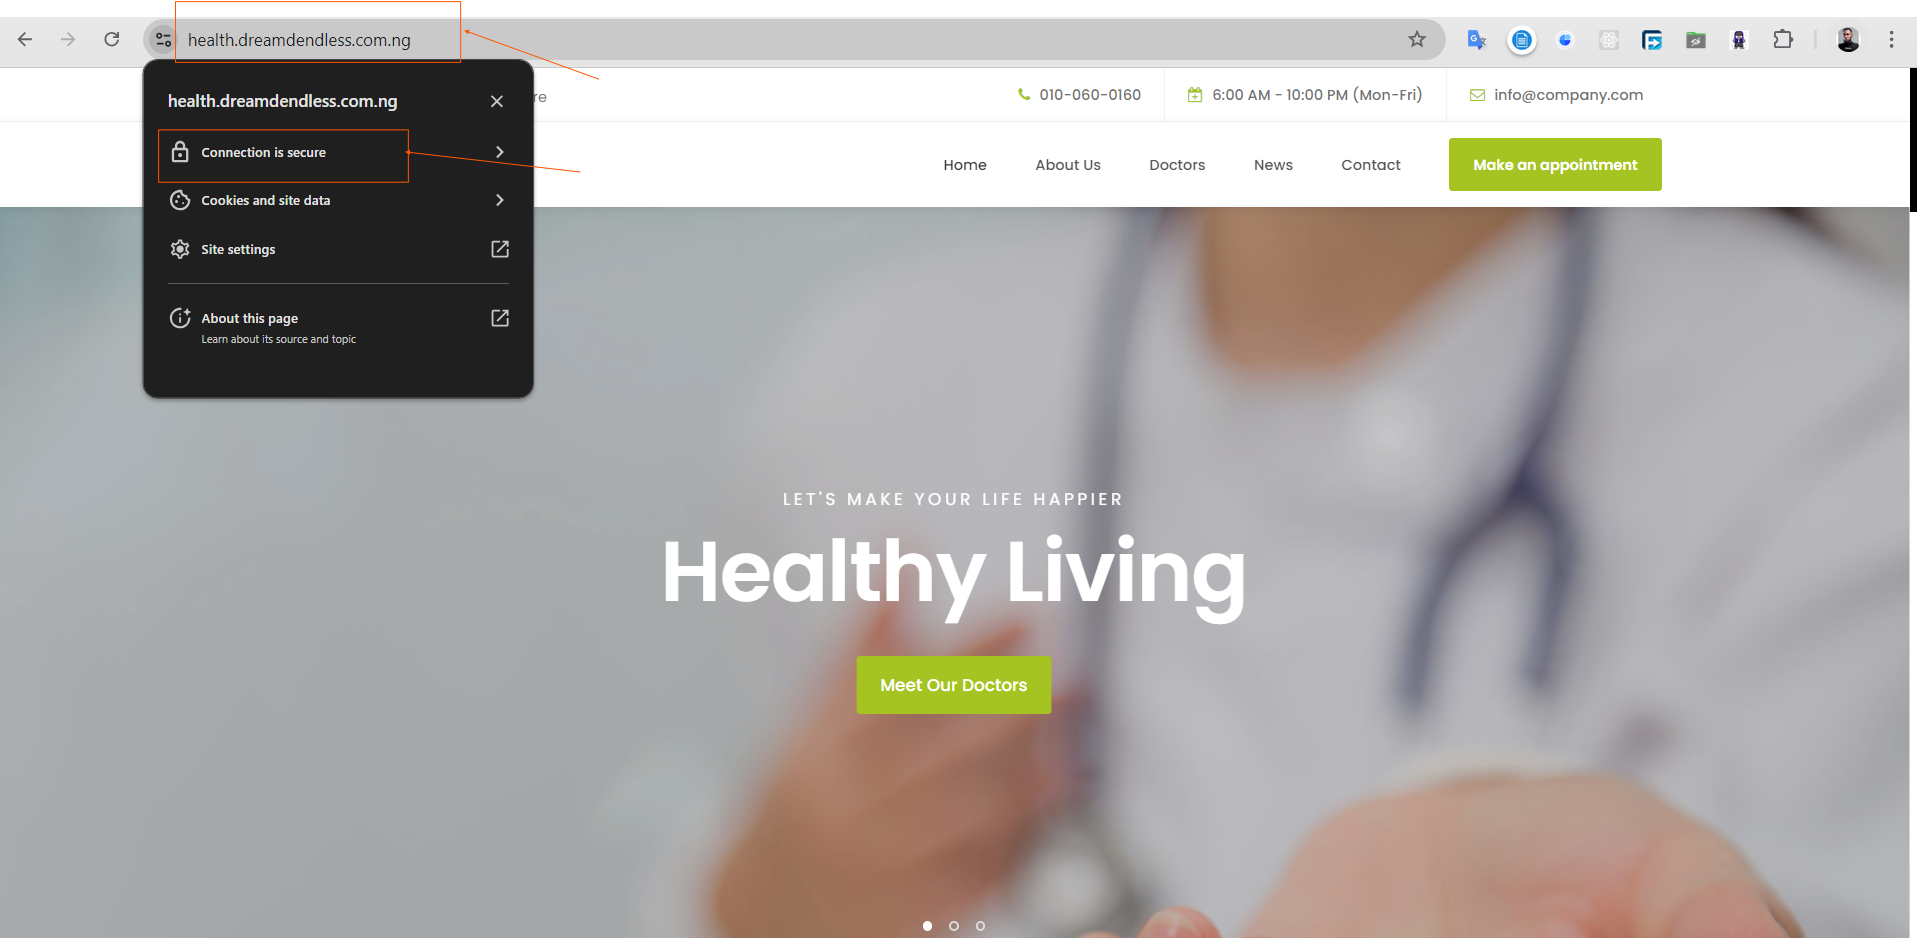 health.dreamdendless.com.ng
health.dreamdendless.com.ng
re
010-060-0160
6:00 AM - 10:00 PM (Mon-Fri)
info@company.com
Connection is secure
Cookies and site data
Site settings
About this page
Learn about its source and topic
Home
About Us
Doctors
News
Contact
Make an appointment
LET'S MAKE YOUR LIFE HAPPIER
Healthy Living
Meet Our Doctors